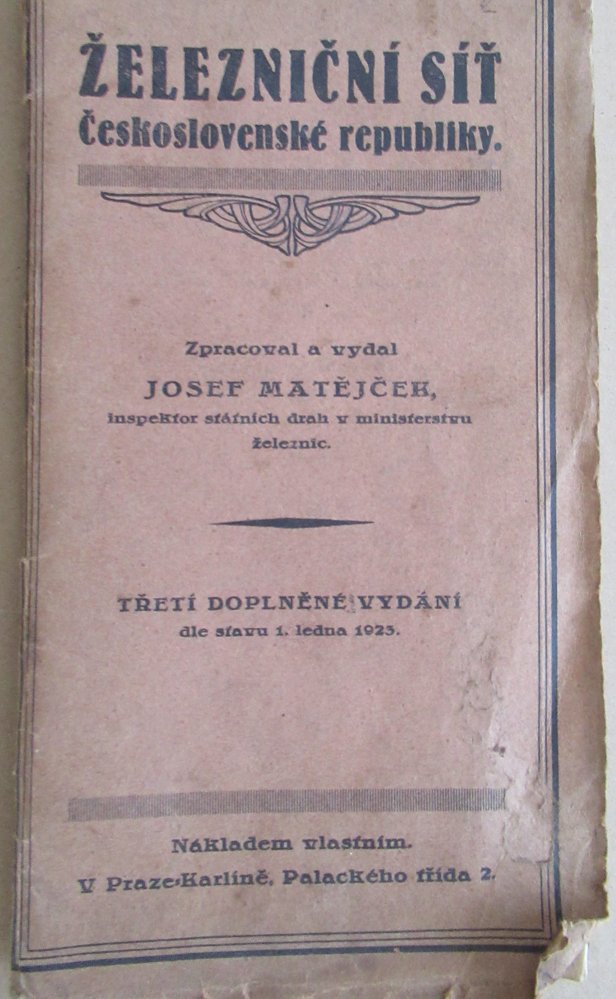 ŽELEZNIČNÍ SÍŤ
Československé republiky.
Zpracoval a vydal
JOSEF MATĚJČEK,
inspektor státních drah v ministerstvu
železnic.
TŘETÍ DOPLNĚNÉ VYDÁNÍ
dle stavu 1. ledna 1923.
Nákladem vlastním.
V Praze-Karlíně, Palackého třída 2.